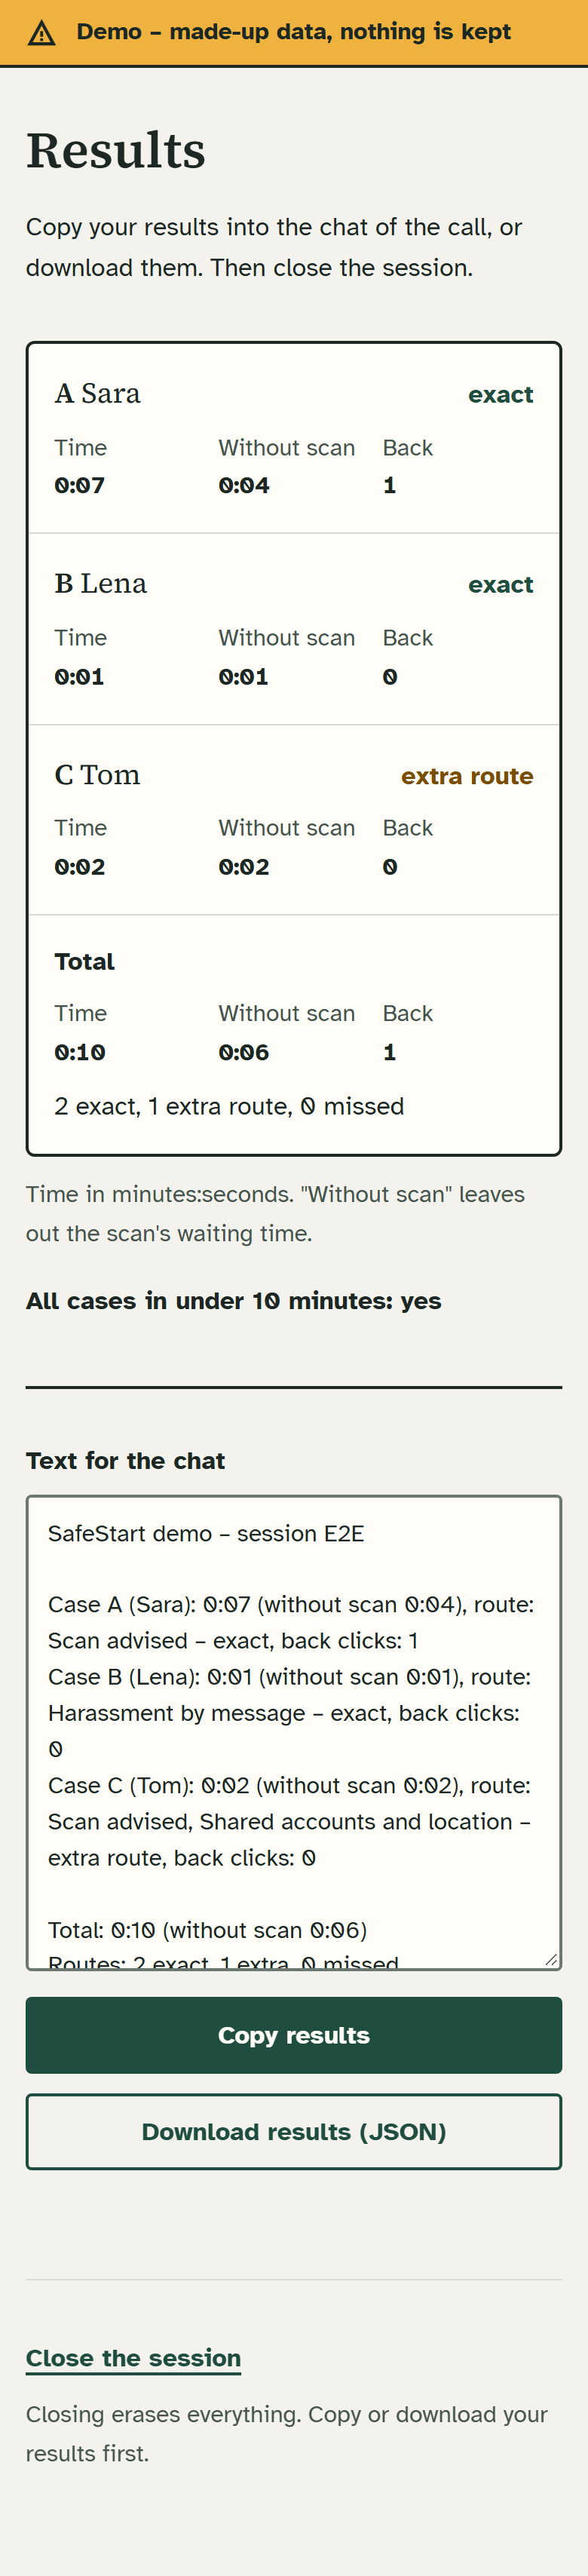 Demo – made-up data, nothing is kept
Results
Copy your results into the chat of the call, or
download them. Then close the session.
A Sara exact
Time Without scan Back
0:07 0:04 1
B Lena exact
Time Without scan Back
0:01 0:01 0
C Tom extra route
Time Without scan Back
0:02 0:02 0
Total
Time Without scan Back
0:10 0:06 1
2 exact, 1 extra route, 0 missed
Time in minutes:seconds. "Without scan" leaves
out the scan's waiting time.
All cases in under 10 minutes: yes
Text for the chat
SafeStart demo – session E2E
Case A (Sara): 0:07 (without scan 0:04), route:
Scan advised – exact, back clicks: 1
Case B (Lena): 0:01 (without scan 0:01), route:
Harassment by message – exact, back clicks:
0
Case C (Tom): 0:02 (without scan 0:02), route:
Scan advised, Shared accounts and location –
extra route, back clicks: 0
Total: 0:10 (without scan 0:06)
Routes: 2 exact, 1 extra, 0 missed
Copy results
Download results (JSON)
Close the session
Closing erases everything. Copy or download your
results first.